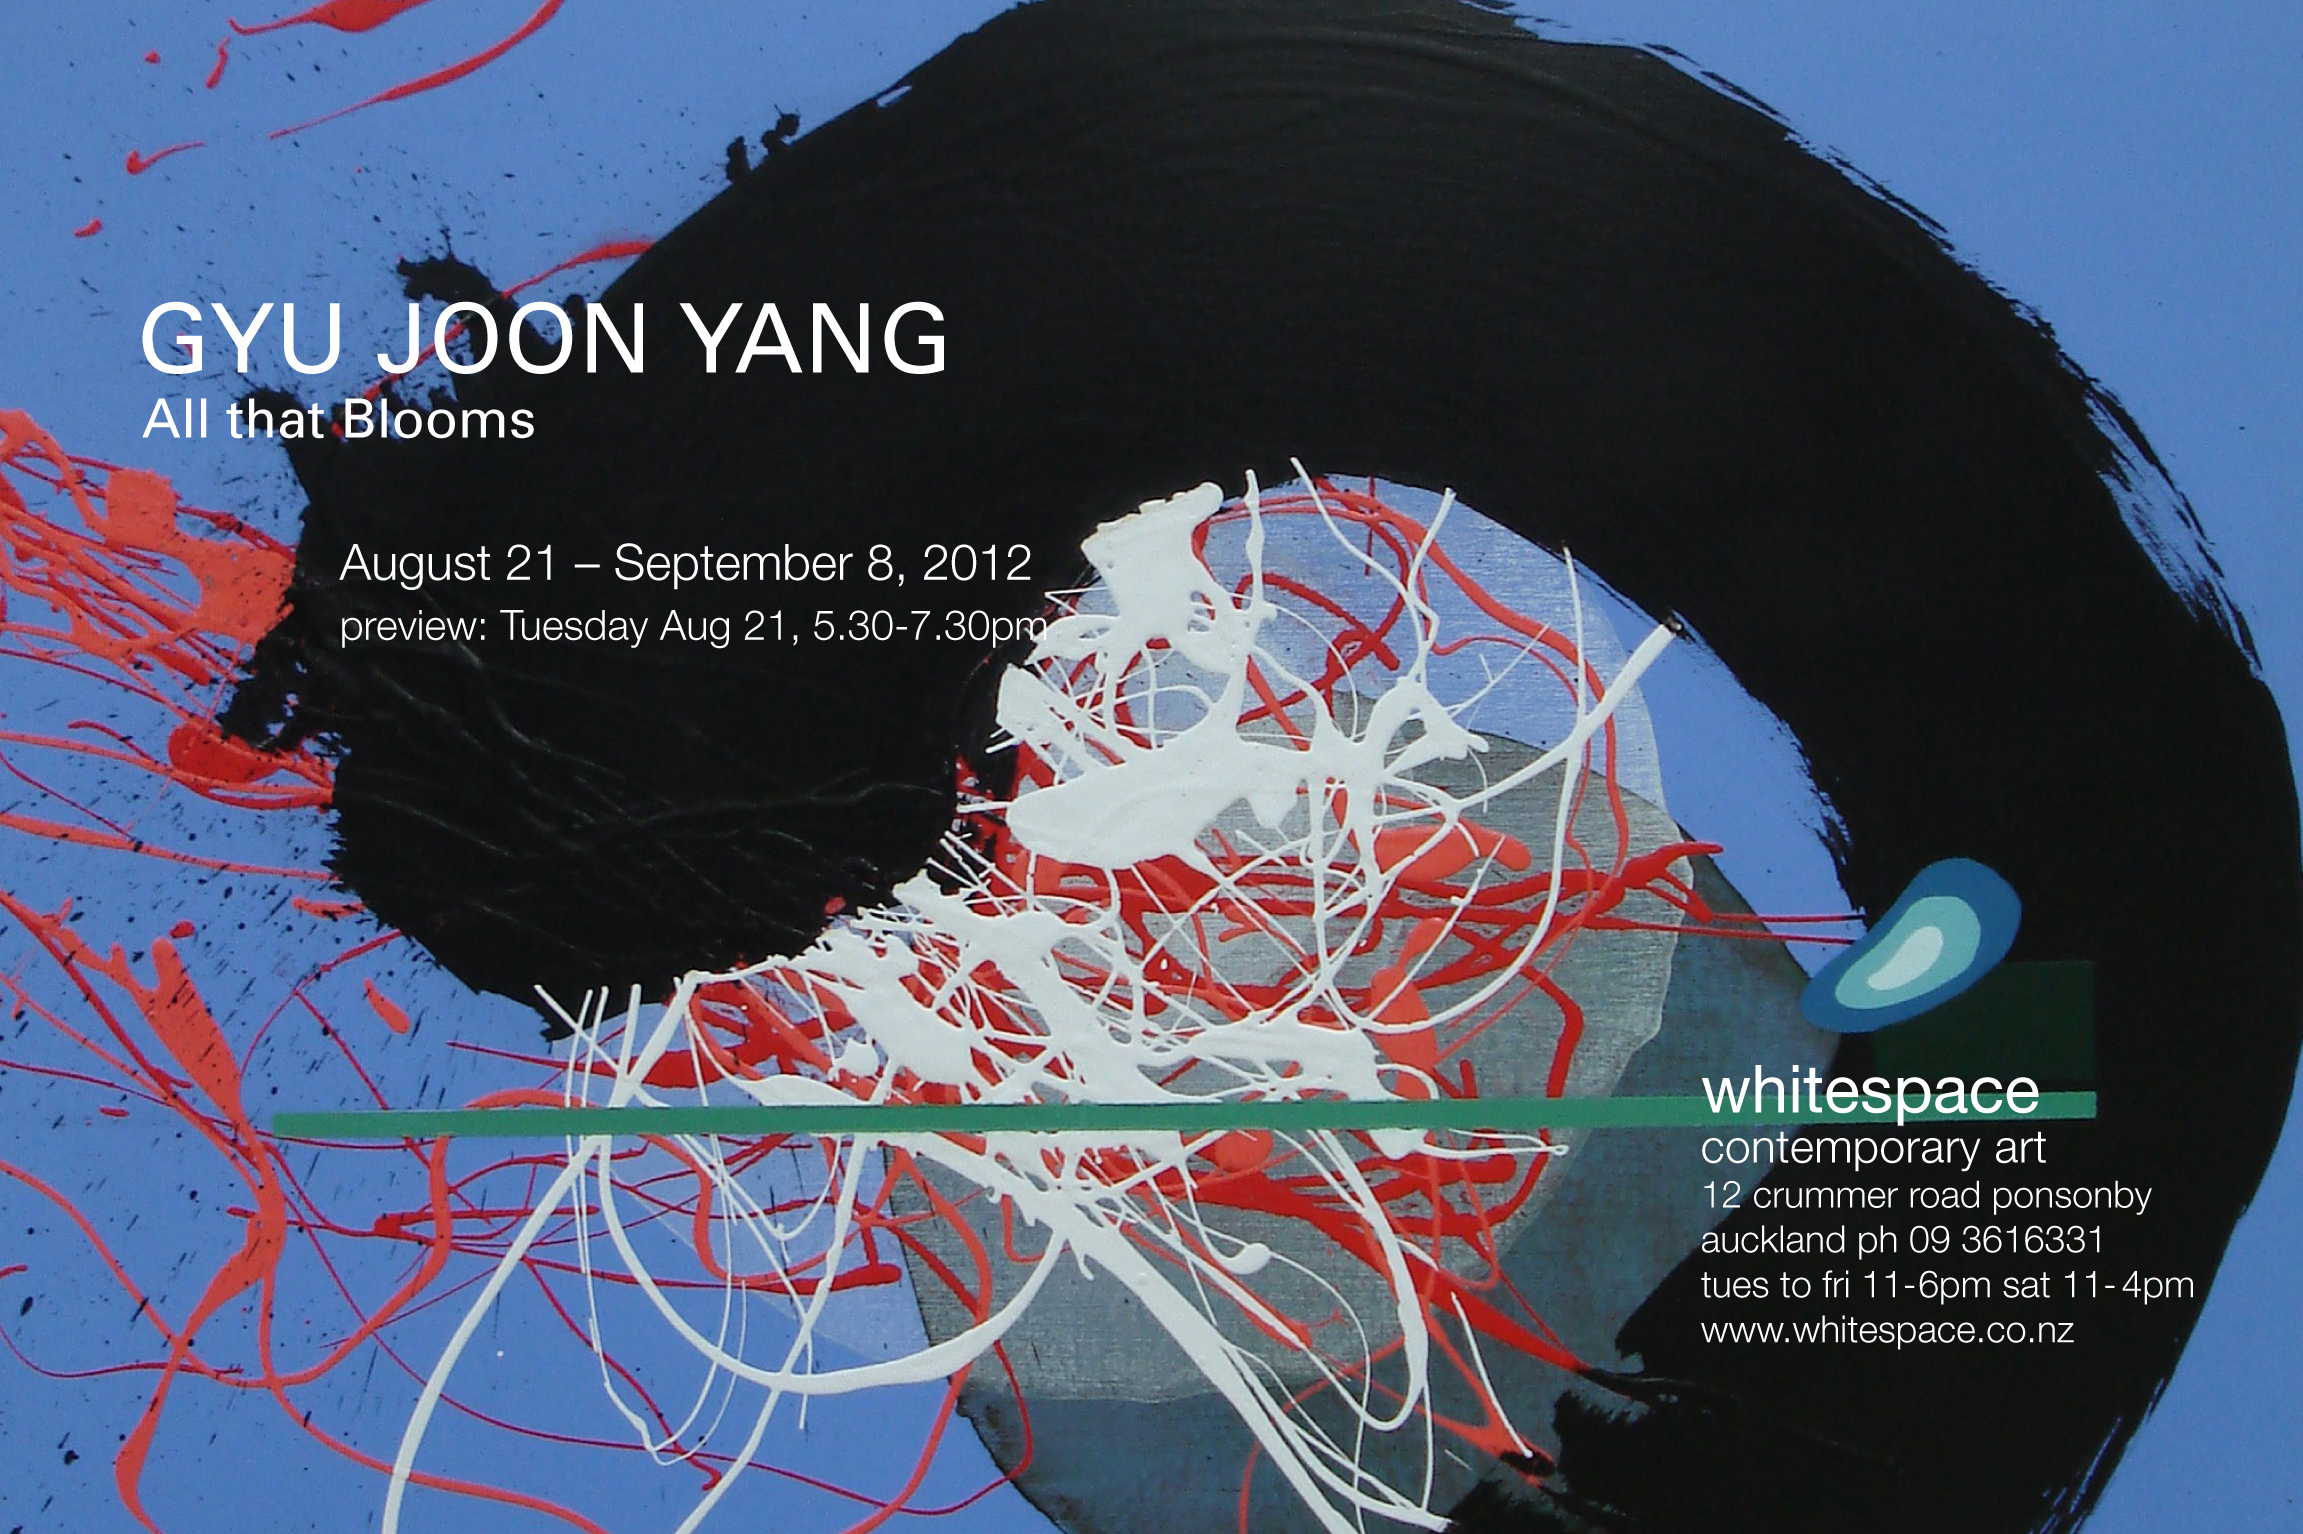 GYU JOON YANG
All that Blooms
August 21 – September 8, 2012
preview: Tuesday Aug 21, 5.30-7.30pm
whitespace
contemporary art
12 crummer road ponsonby
auckland ph 09 3616331
tues to fri 11-6pm sat 11-4pm
www.whitespace.co.nz